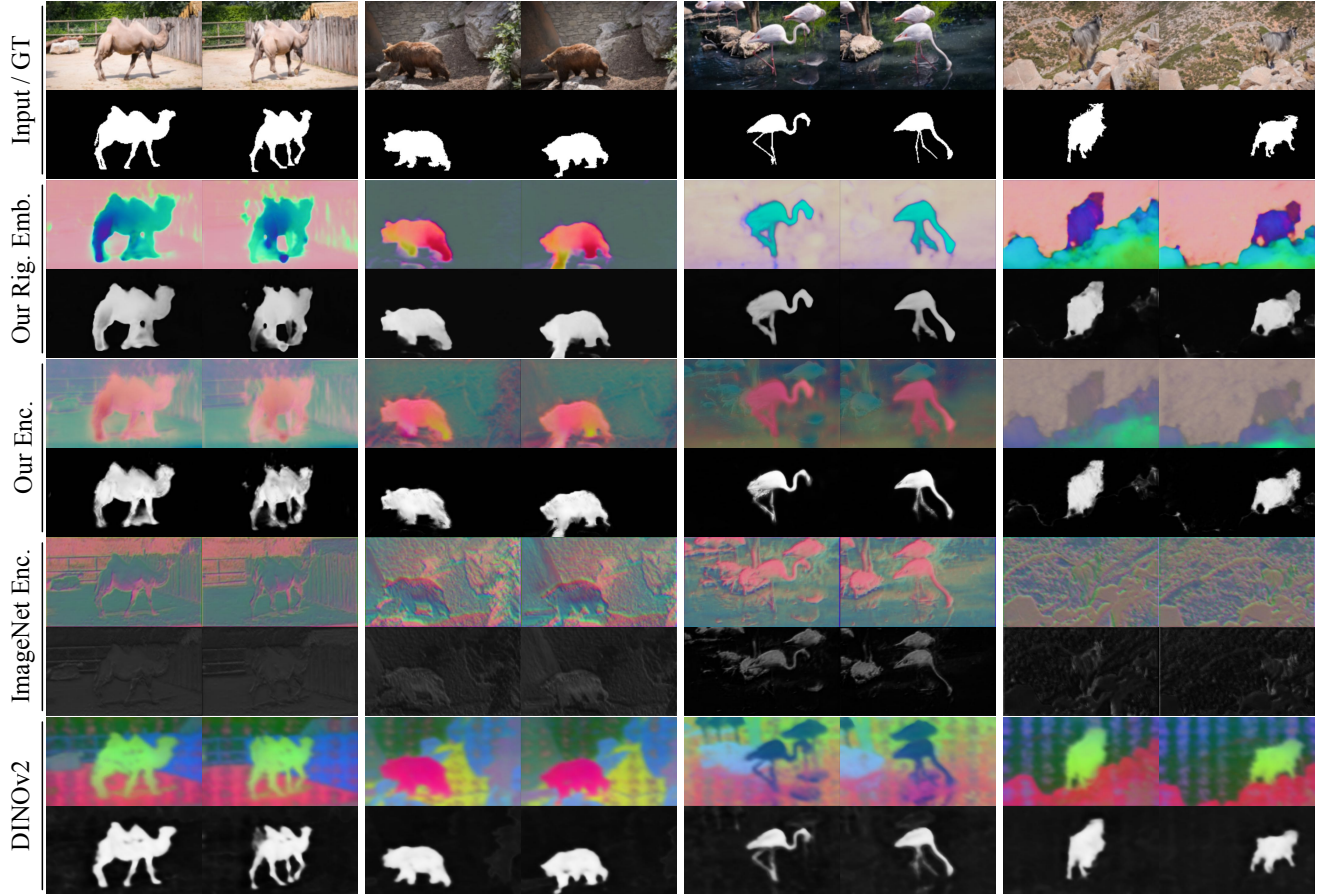 Input / GT
Our Rig. Emb.
Our Enc.
ImageNet Enc.
DINOv2